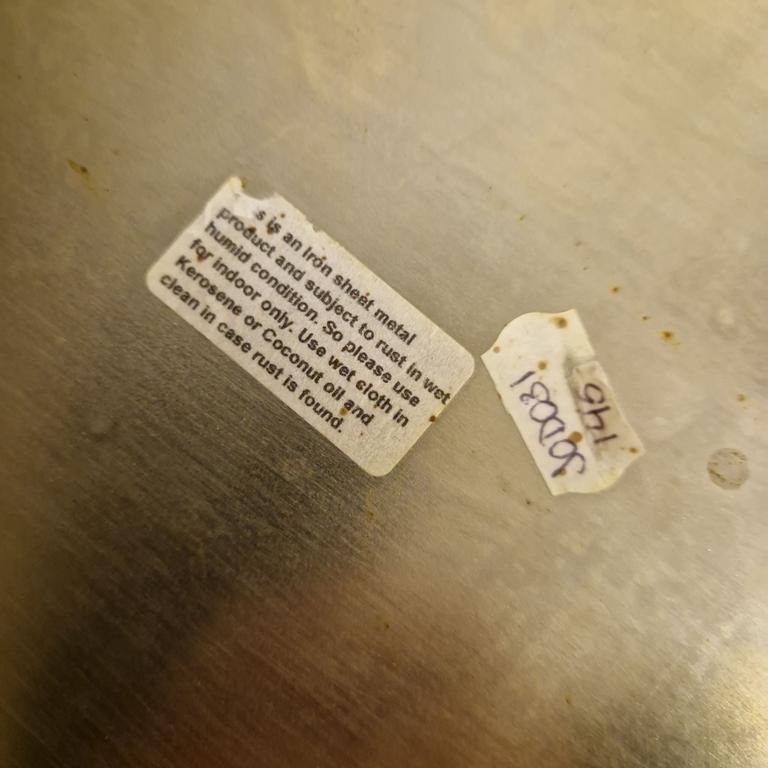 s is an Iron sheet metal
product and subject to rust in wet
humid condition. So please use
for indoor only. Use wet cloth in
Kerosene or Coconut oil and
clean in case rust is found.
145